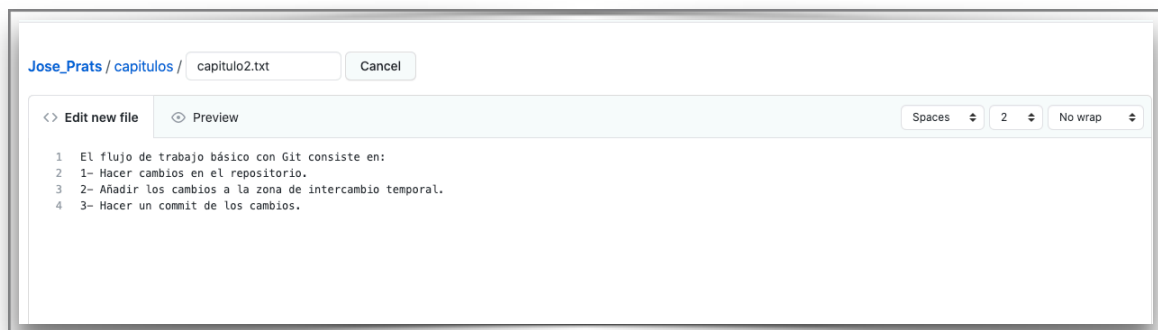 Jose_Prats / capitulos / capitulo2.txt Cancel
<> Edit new file Preview Spaces 2 No wrap
1 El flujo de trabajo básico con Git consiste en:
2 1- Hacer cambios en el repositorio.
3 2- Añadir los cambios a la zona de intercambio temporal.
4 3- Hacer un commit de los cambios.